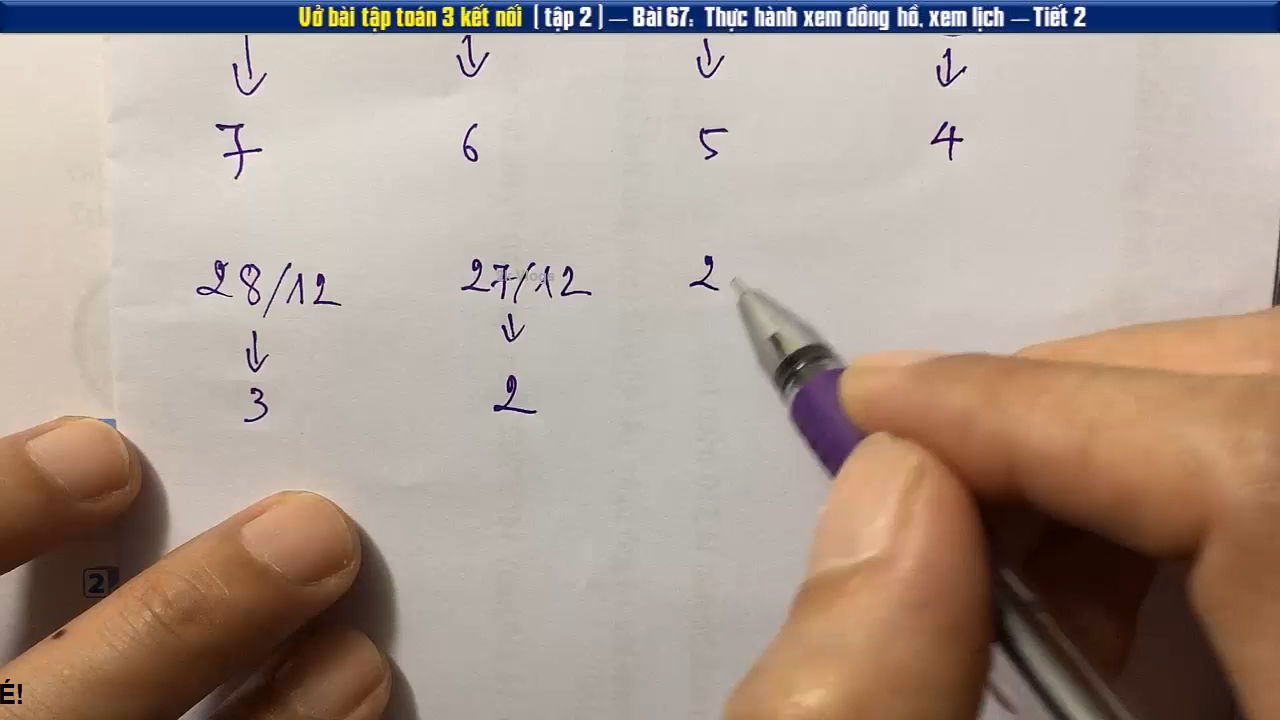 Vở bài tập toán 3 kết nối ( tập 2 ) – Bài 67: Thực hành xem đồng hồ, xem lịch – Tiết 2
7 6 5 4
28/12 27/12 2
3 2
2
É!